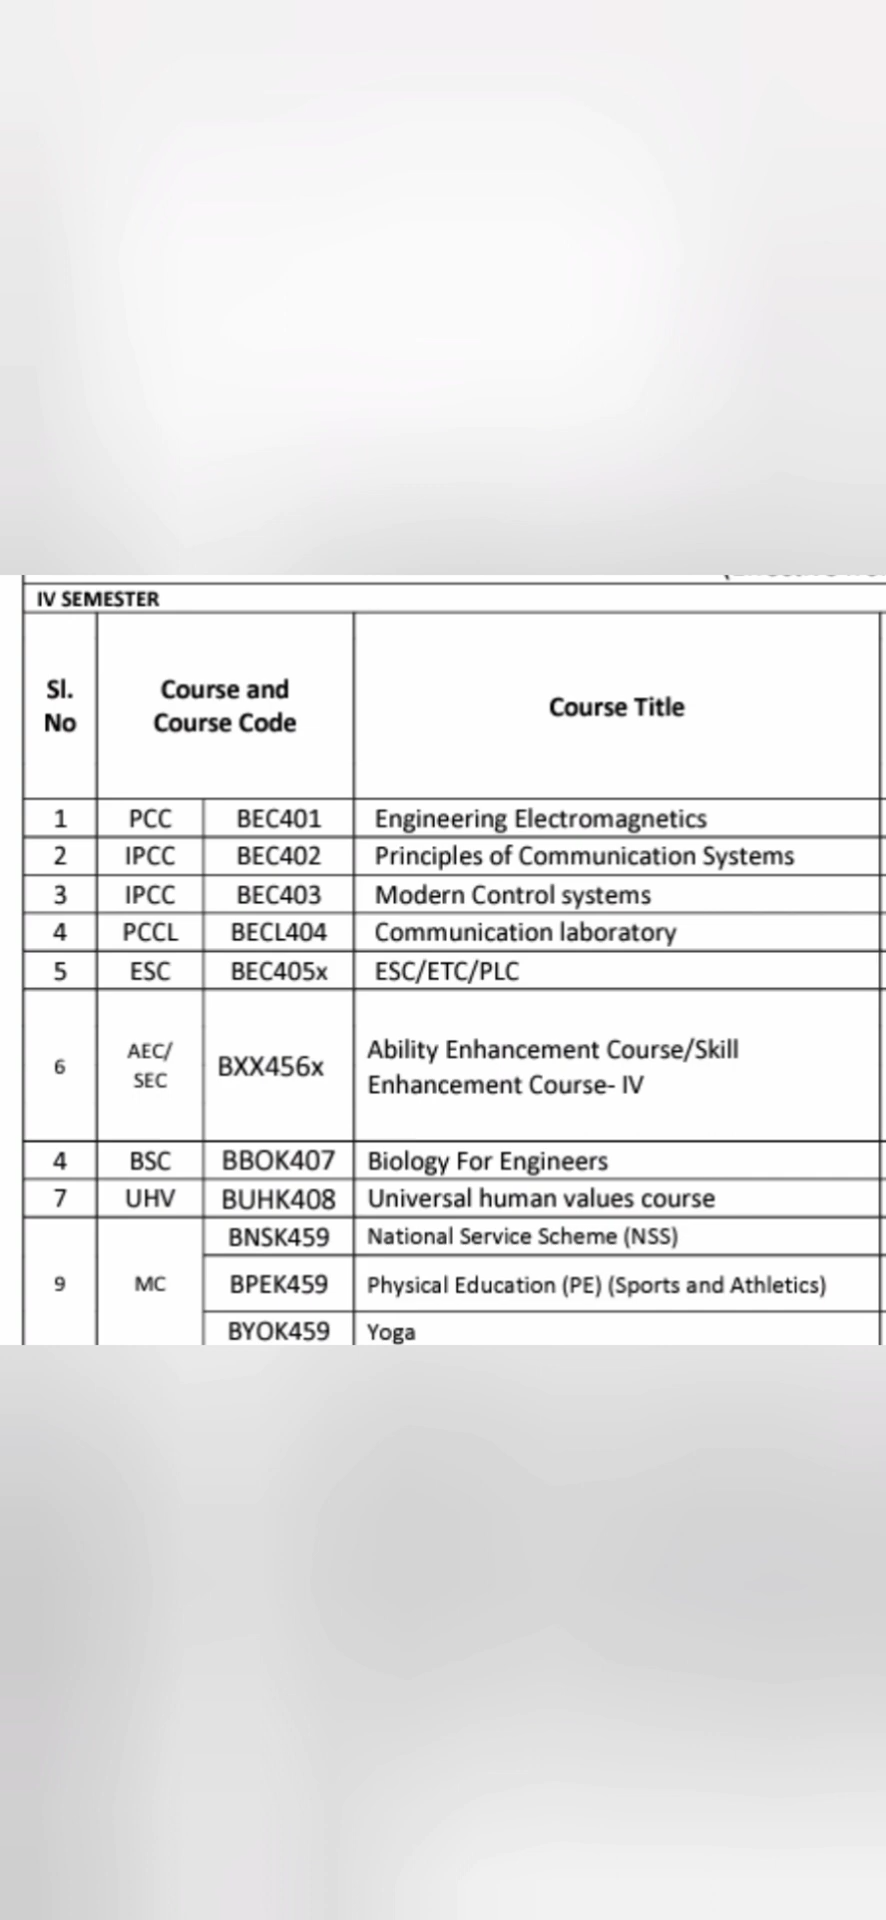 IV SEMESTER
Sl.
No
Course and
Course Code
Course Title
1 PCC BEC401 Engineering Electromagnetics
2 IPCC BEC402 Principles of Communication Systems
3 IPCC BEC403 Modern Control systems
4 PCCL BECL404 Communication laboratory
5 ESC BEC405x ESC/ETC/PLC
6 AEC/
SEC
BXX456x
Ability Enhancement Course/Skill
Enhancement Course- IV
4 BSC BBOK407 Biology For Engineers
7 UHV BUHK408 Universal human values course
9 MC
BNSK459 National Service Scheme (NSS)
BPEK459 Physical Education (PE) (Sports and Athletics)
BYOK459 Yoga